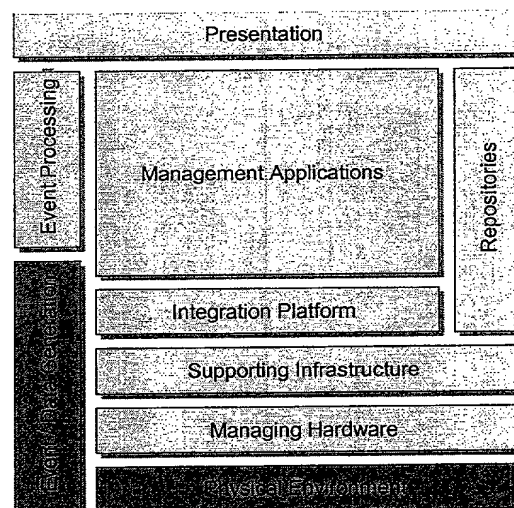 Presentation
Event Processing
Management Applications
Repositories
Integration Platform
Event / Data Generation
Supporting Infrastructure
Managing Hardware
Physical Environment